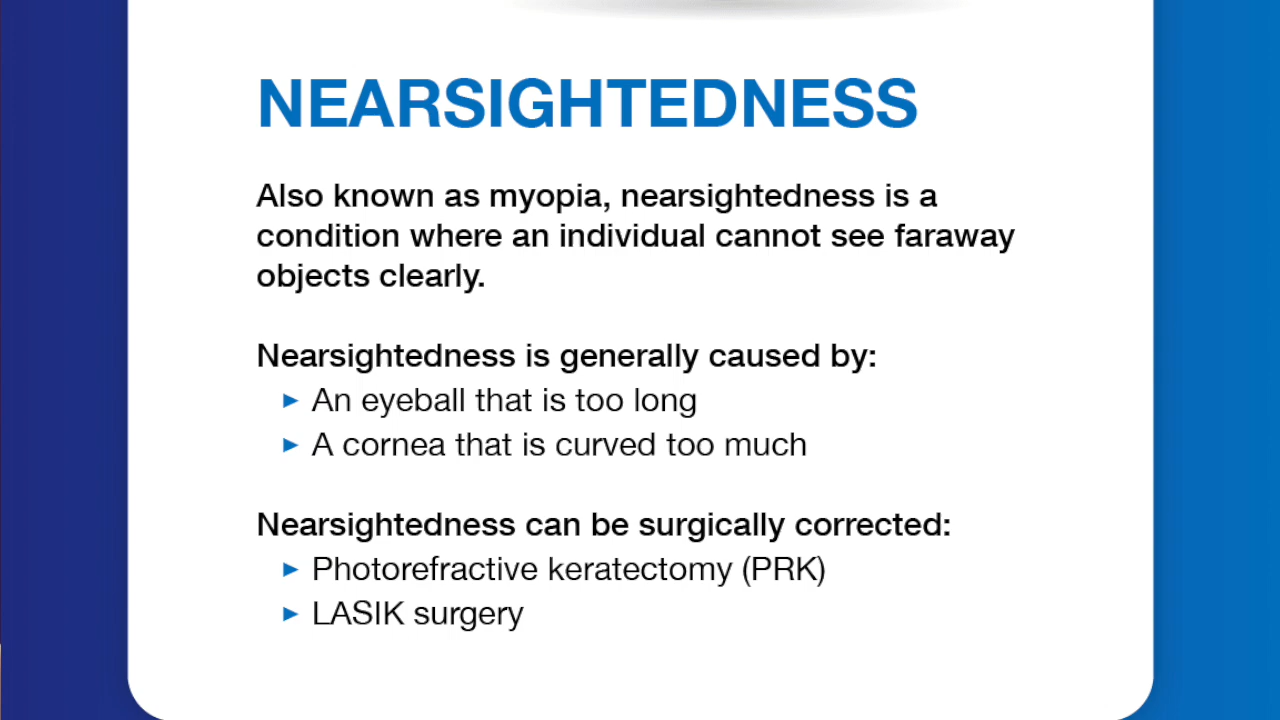 NEARSIGHTEDNESS
Also known as myopia, nearsightedness is a
condition where an individual cannot see faraway
objects clearly.
Nearsightedness is generally caused by:
▸ An eyeball that is too long
▸ A cornea that is curved too much
Nearsightedness can be surgically corrected:
▸ Photorefractive keratectomy (PRK)
▸ LASIK surgery